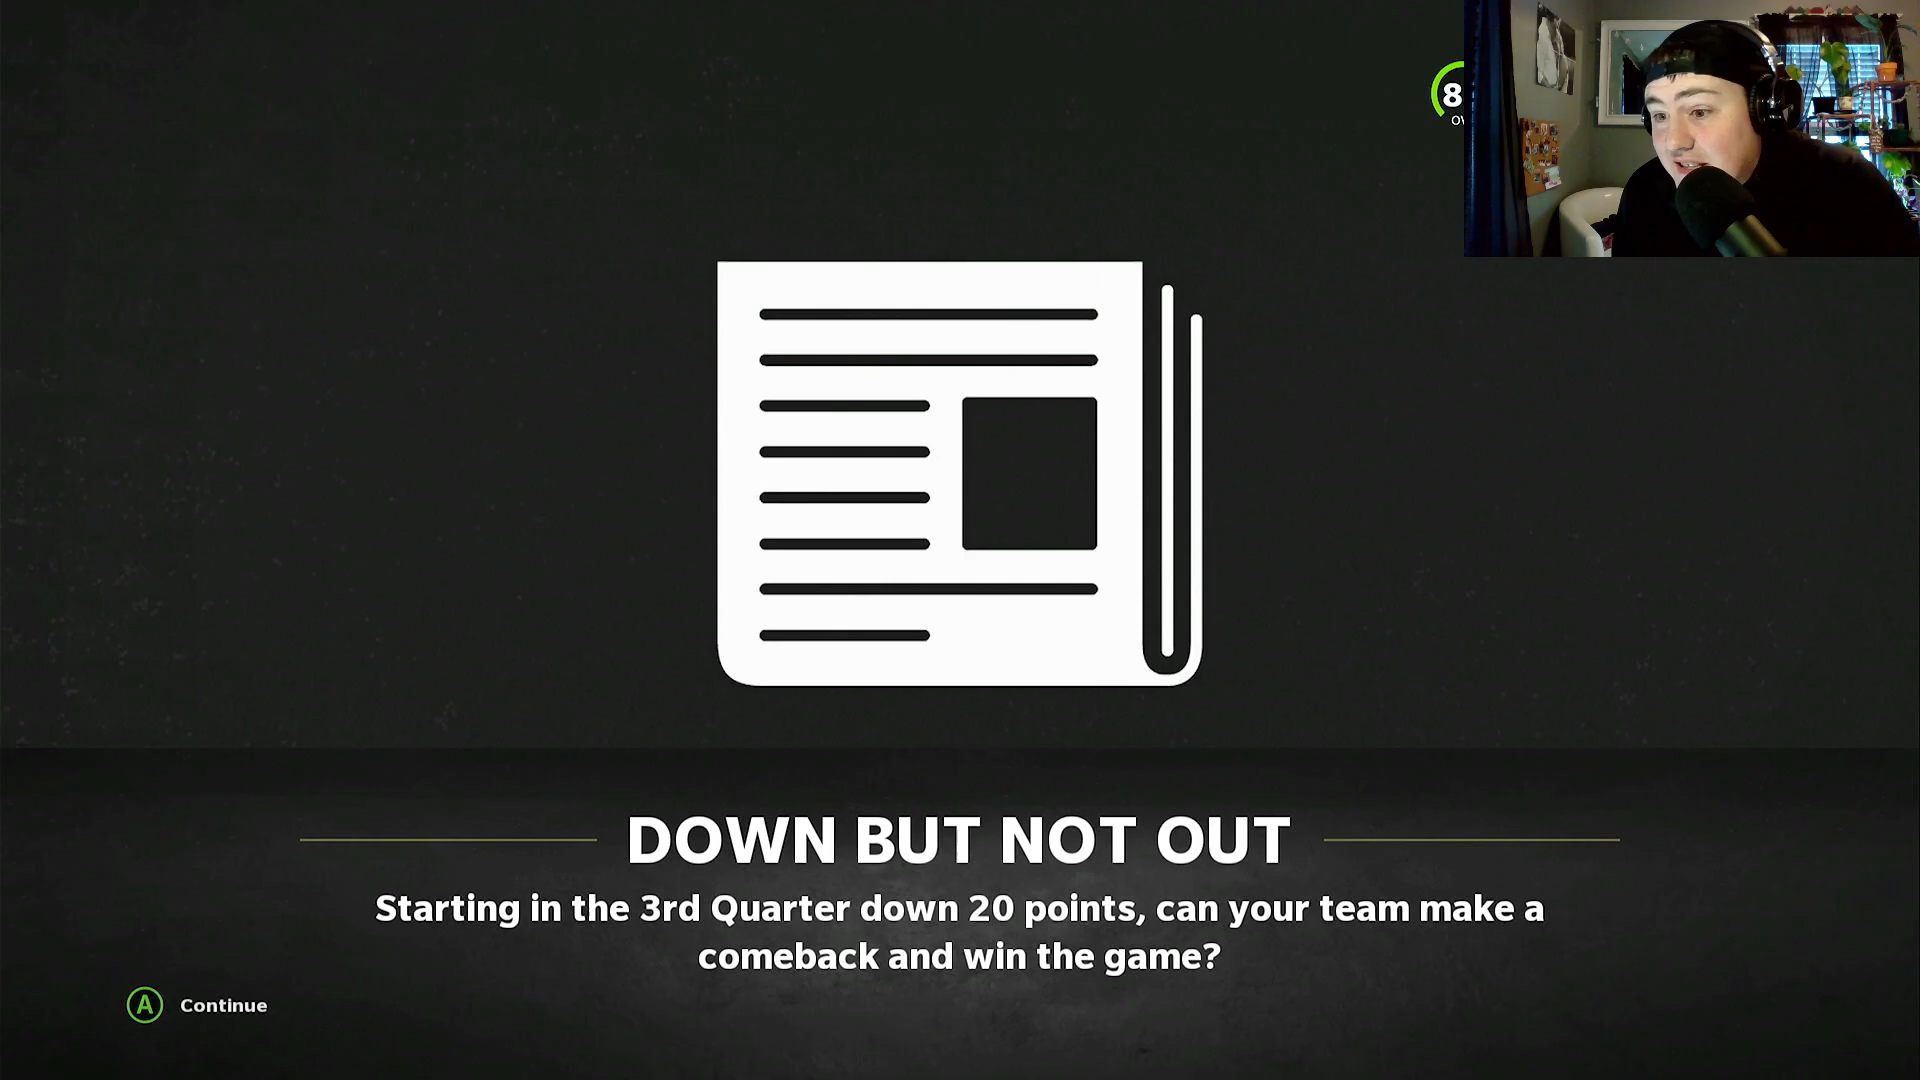 8
DOWN BUT NOT OUT
Starting in the 3rd Quarter down 20 points, can your team make a
comeback and win the game?
A Continue